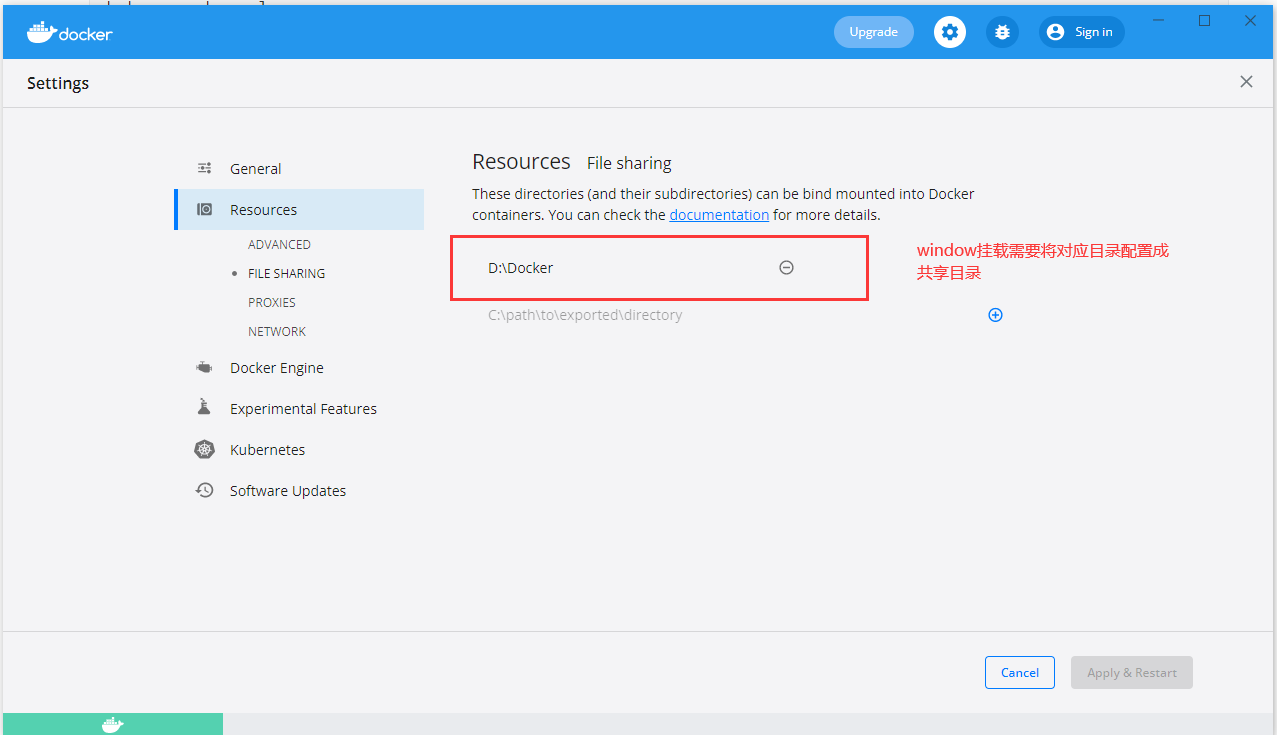 docker
Upgrade
Sign in
Settings
General
Resources
ADVANCED
FILE SHARING
PROXIES
NETWORK
Docker Engine
Experimental Features
Kubernetes
Software Updates
Resources File sharing
These directories (and their subdirectories) can be bind mounted into Docker
containers. You can check the documentation for more details.
D:\Docker
C:\path\to\exported\directory
window挂载需要将对应目录配置成
共享目录
Cancel
Apply & Restart